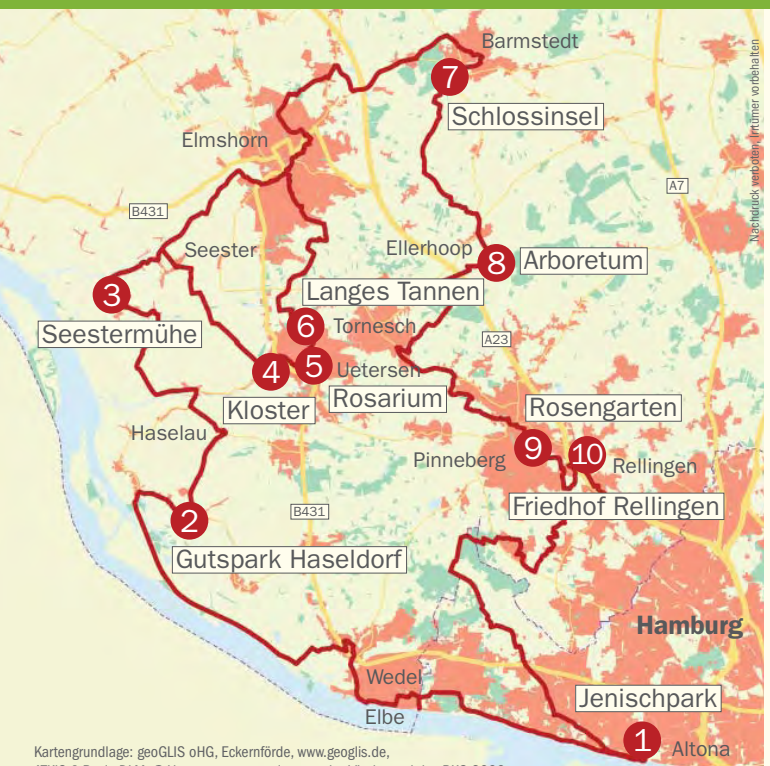 Barmstedt
7
Schlossinsel
Nachdruck verboten, Irrtümer vorbehalten
Elmshorn
A7
B431
Seester
Ellerhoop
8
Arboretum
3
Langes Tannen
Seestermühe
6
Tornesch
A23
4
5
Uetersen
Kloster
Rosarium
Rosengarten
Haselau
Pinneberg
9
10
Rellingen
2
B431
Friedhof Rellingen
Gutspark Haseldorf
Hamburg
Wedel
Jenischpark
Elbe
1
Altona
Kartengrundlage: geoGLIS oHG, Eckernförde, www.geoglis.de,